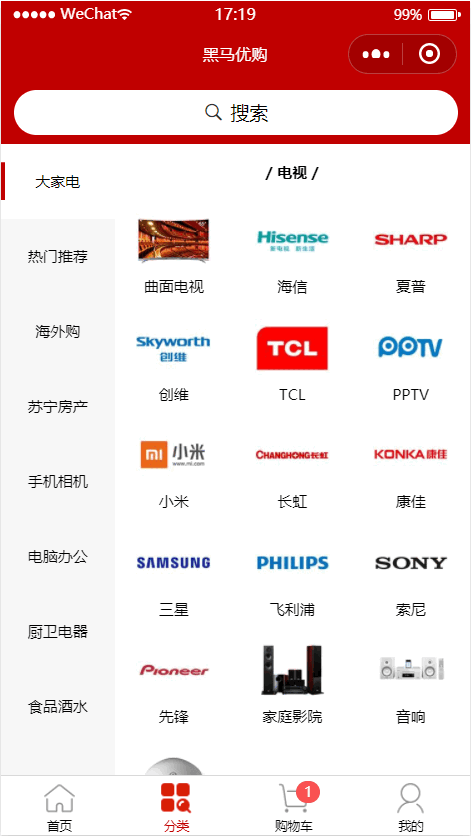 WeChat 17:19 99%
黑马优购
搜索
大家电
热门推荐
海外购
苏宁房产
手机相机
电脑办公
厨卫电器
食品酒水
/ 电视 /
曲面电视
Hisense
海信
SHARP
夏普
Skyworth
创维
创维
TCL
TCL
PPTV
PPTV
mi 小米
www.mi.com
小米
CHANGHONG长虹
长虹
KONKA康佳
康佳
SAMSUNG
三星
PHILIPS
飞利浦
SONY
索尼
Pioneer
先锋
家庭影院
音响
首页
分类
1
购物车
我的